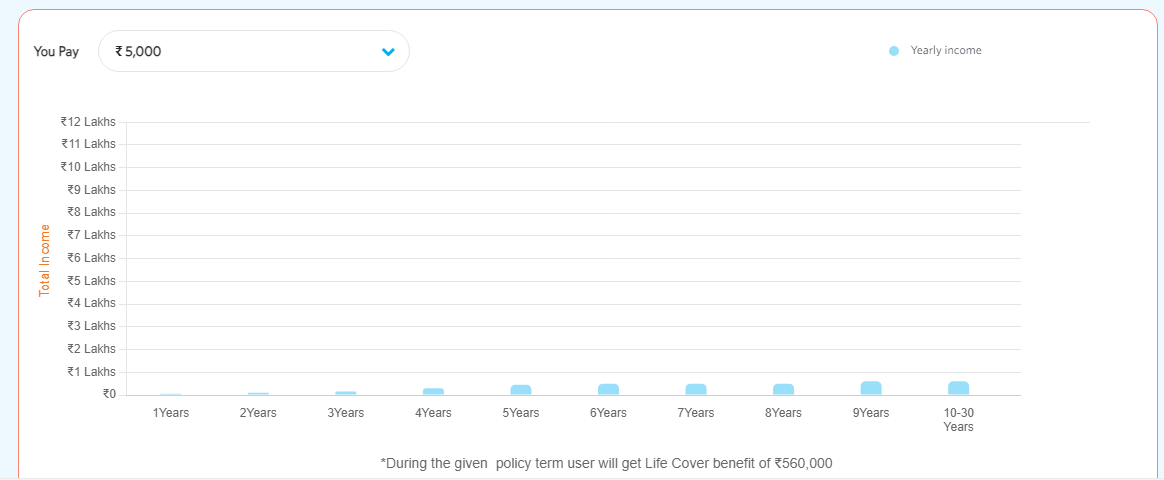 You Pay
₹ 5,000
Yearly income
₹12 Lakhs
₹11 Lakhs
₹10 Lakhs
₹9 Lakhs
₹8 Lakhs
₹7 Lakhs
₹6 Lakhs
₹5 Lakhs
₹4 Lakhs
₹3 Lakhs
₹2 Lakhs
₹1 Lakhs
₹0
Total Income
1Years
2Years
3Years
4Years
5Years
6Years
7Years
8Years
9Years
10-30
Years
*During the given  policy term user will get Life Cover benefit of ₹560,000